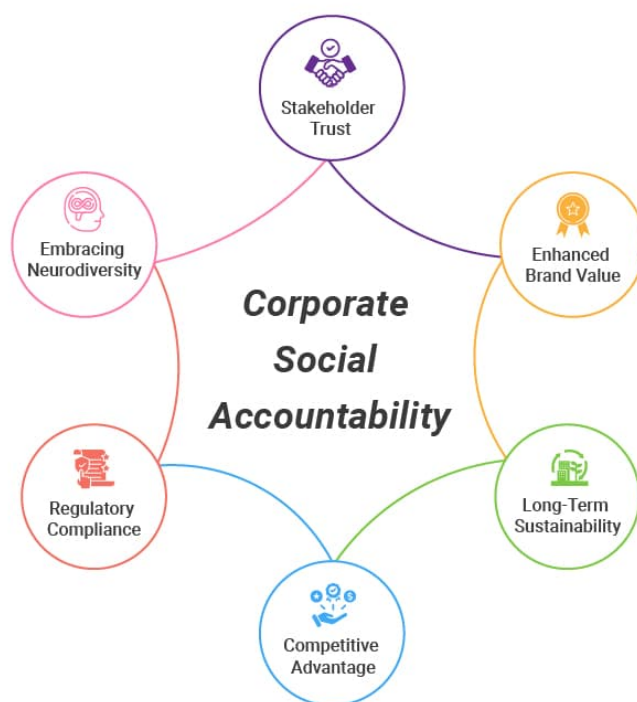 Stakeholder
Trust
Embracing
Neurodiversity
Enhanced
Brand Value
Corporate
Social
Accountability
Regulatory
Compliance
Long-Term
Sustainability
Competitive
Advantage